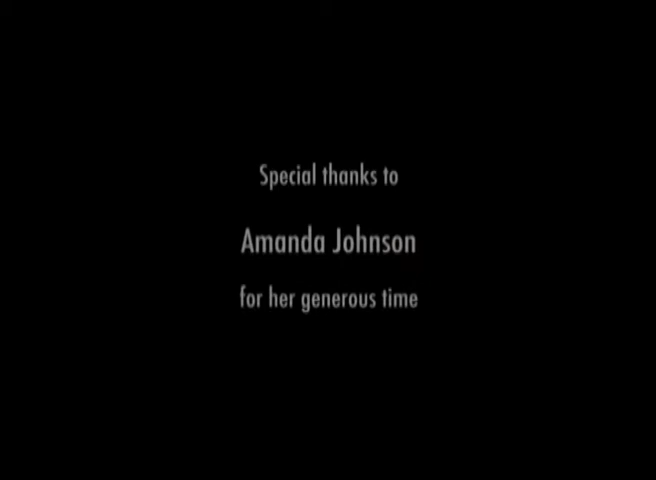 Special thanks to
Amanda Johnson
for her generous time